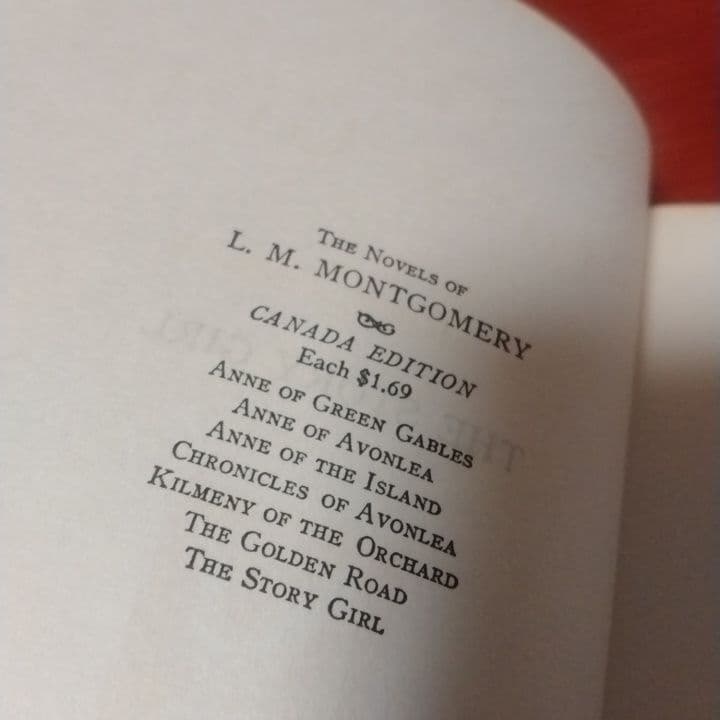 The Novels of
L. M. MONTGOMERY
CANADA EDITION
Each $1.69
Anne of Green Gables
Anne of Avonlea
Anne of the Island
Chronicles of Avonlea
Kilmeny of the Orchard
The Golden Road
The Story Girl